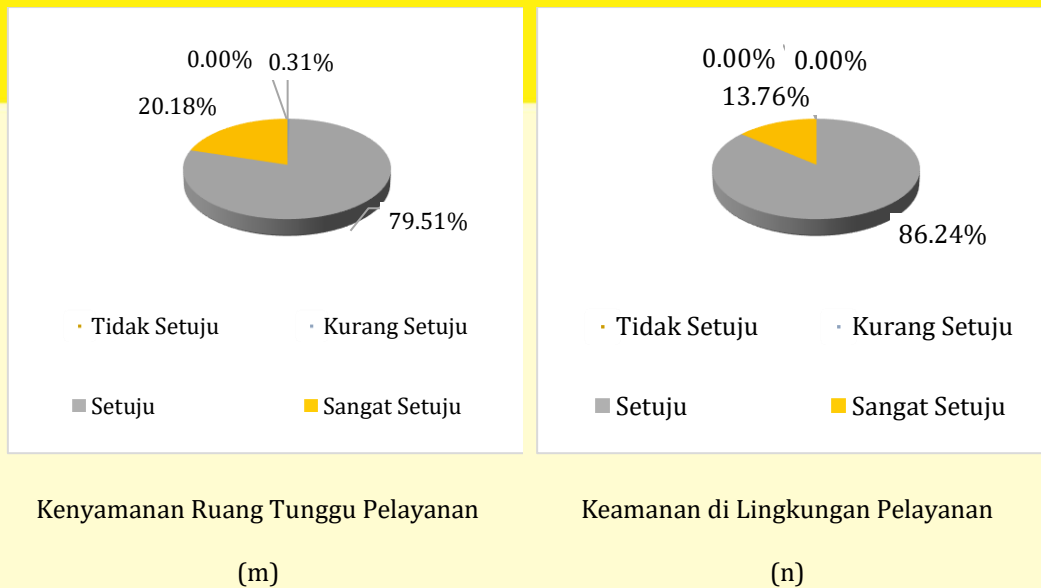 0.00% 0.31%
20.18%
79.51%
Tidak Setuju Kurang Setuju
Setuju Sangat Setuju
Kenyamanan Ruang Tunggu Pelayanan
(m)
0.00% 0.00%
13.76%
86.24%
Tidak Setuju Kurang Setuju
Setuju Sangat Setuju
Keamanan di Lingkungan Pelayanan
(n)